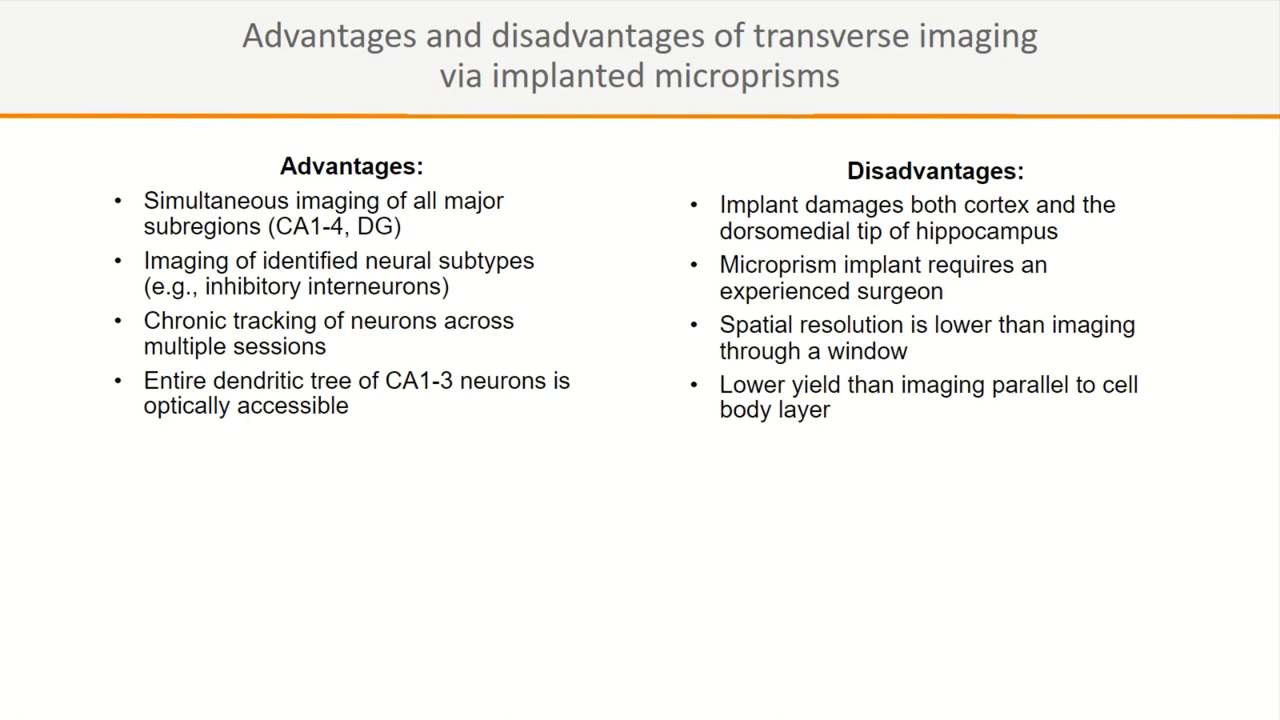 Advantages and disadvantages of transverse imaging
via implanted microprisms
Advantages:
• Simultaneous imaging of all major
subregions (CA1-4, DG)
• Imaging of identified neural subtypes
(e.g., inhibitory interneurons)
• Chronic tracking of neurons across
multiple sessions
• Entire dendritic tree of CA1-3 neurons is
optically accessible
Disadvantages:
• Implant damages both cortex and the
dorsomedial tip of hippocampus
• Microprism implant requires an
experienced surgeon
• Spatial resolution is lower than imaging
through a window
• Lower yield than imaging parallel to cell
body layer